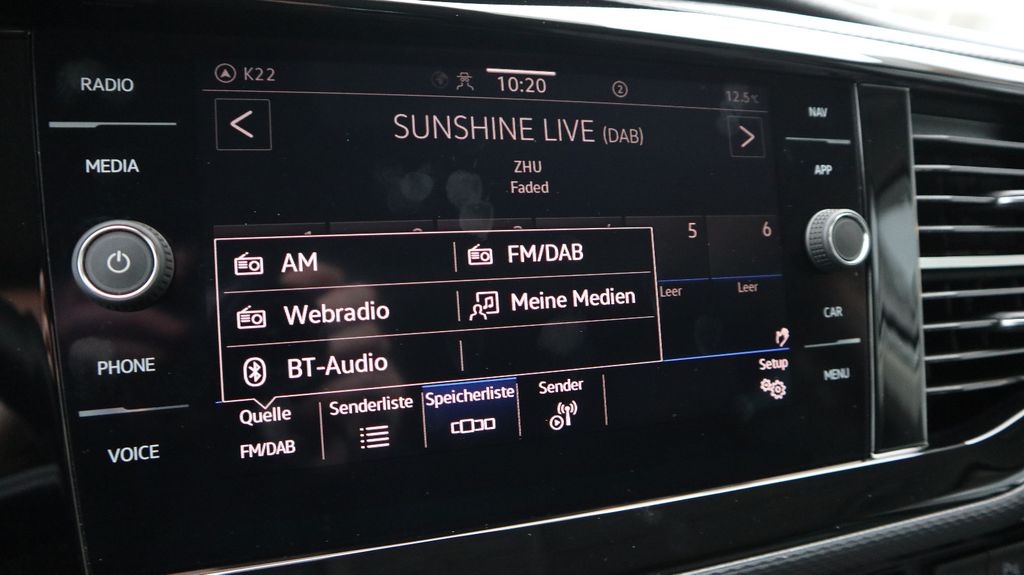 RADIO
MEDIA
PHONE
VOICE
K22
10:20
2
12.5°C
SUNSHINE LIVE (DAB)
ZHU
Faded
5
6
Leer
Leer
AM
FM/DAB
Webradio
Meine Medien
BT-Audio
Quelle
FM/DAB
Senderliste
Speicherliste
Sender
Setup
NAV
APP
CAR
MENU